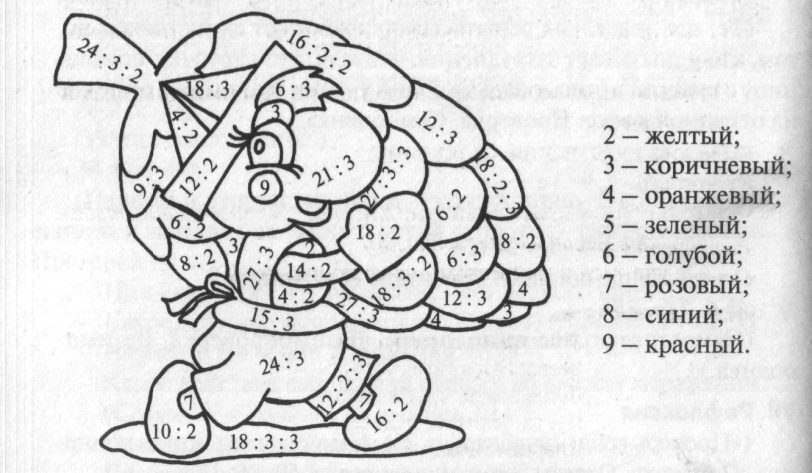 24 : 3 · 2
16 : 2 · 2
18 : 3
6 : 3
4 : 2
3
12 : 3
9 : 3
12 : 2
9
21 : 3
27 : 3 : 3
18 : 2 : 3
6 : 2
6 : 2
18 : 2
8 : 2
3
8 : 2
2
6 : 3
14 : 2
4 : 2
27 : 3
12 : 3
4
3
4
15 : 3
24 : 3
12 : 2 : 3
7
7
10 : 2
16 : 2
18 : 3 : 3
2 – желтый;
3 – коричневый;
4 – оранжевый;
5 – зеленый;
6 – голубой;
7 – розовый;
8 – синий;
9 – красный.